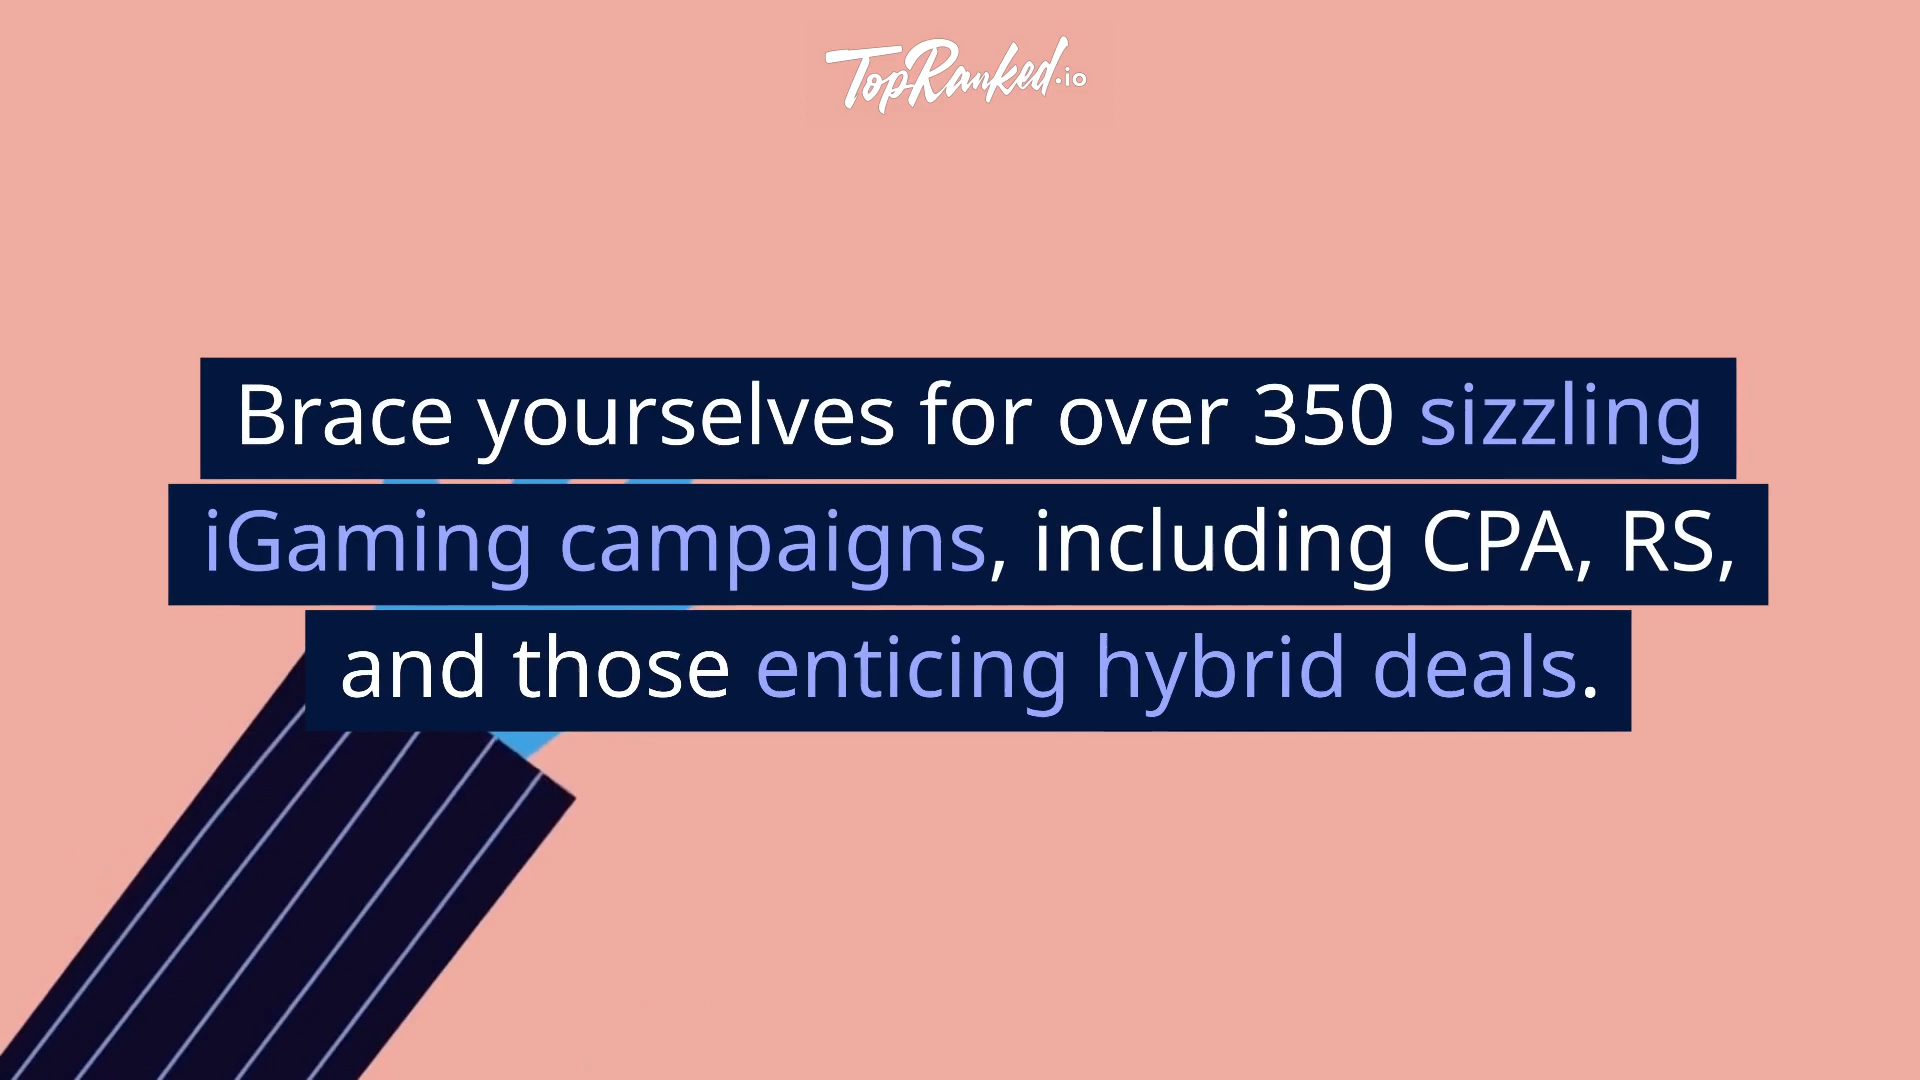 TopRanked.io
Brace yourselves for over 350 sizzling
iGaming campaigns, including CPA, RS,
and those enticing hybrid deals.